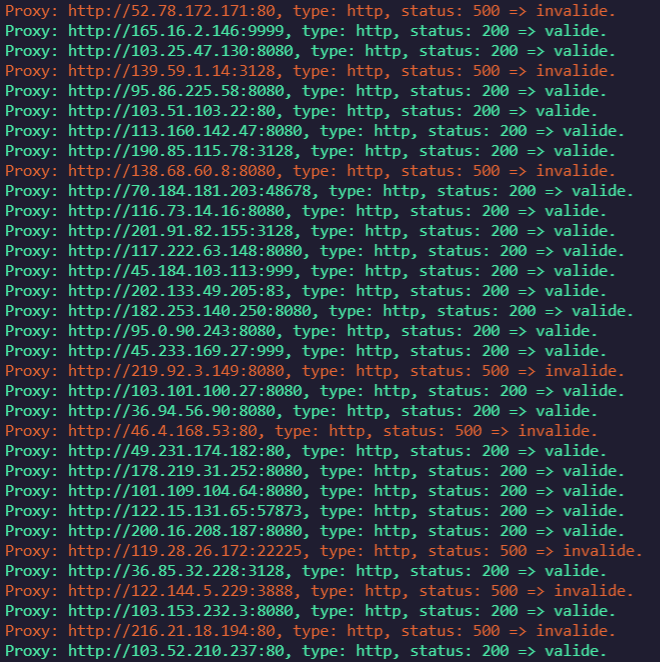 Proxy: http://52.78.172.171:80, type: http, status: 500 => invalide.
Proxy: http://165.16.2.146:9999, type: http, status: 200 => valide.
Proxy: http://103.25.47.130:8080, type: http, status: 200 => valide.
Proxy: http://139.59.1.14:3128, type: http, status: 500 => invalide.
Proxy: http://95.86.225.58:8080, type: http, status: 200 => valide.
Proxy: http://103.51.103.22:80, type: http, status: 200 => valide.
Proxy: http://113.160.142.47:8080, type: http, status: 200 => valide.
Proxy: http://190.85.115.78:3128, type: http, status: 200 => valide.
Proxy: http://138.68.60.8:8080, type: http, status: 500 => invalide.
Proxy: http://70.184.181.203:48678, type: http, status: 200 => valide.
Proxy: http://116.73.14.16:8080, type: http, status: 200 => valide.
Proxy: http://201.91.82.155:3128, type: http, status: 200 => valide.
Proxy: http://117.222.63.148:8080, type: http, status: 200 => valide.
Proxy: http://45.184.103.113:999, type: http, status: 200 => valide.
Proxy: http://202.133.49.205:83, type: http, status: 200 => valide.
Proxy: http://182.253.140.250:8080, type: http, status: 200 => valide.
Proxy: http://95.0.90.243:8080, type: http, status: 200 => valide.
Proxy: http://45.233.169.27:999, type: http, status: 200 => valide.
Proxy: http://219.92.3.149:8080, type: http, status: 500 => invalide.
Proxy: http://103.101.100.27:8080, type: http, status: 200 => valide.
Proxy: http://36.94.56.90:8080, type: http, status: 200 => valide.
Proxy: http://46.4.168.53:80, type: http, status: 500 => invalide.
Proxy: http://49.231.174.182:80, type: http, status: 200 => valide.
Proxy: http://178.219.31.252:8080, type: http, status: 200 => valide.
Proxy: http://101.109.104.64:8080, type: http, status: 200 => valide.
Proxy: http://122.15.131.65:57873, type: http, status: 200 => valide.
Proxy: http://200.16.208.187:8080, type: http, status: 200 => valide.
Proxy: http://119.28.26.172:22225, type: http, status: 500 => invalide.
Proxy: http://36.85.32.228:3128, type: http, status: 200 => valide.
Proxy: http://122.144.5.229:3888, type: http, status: 500 => invalide.
Proxy: http://103.153.232.3:8080, type: http, status: 200 => valide.
Proxy: http://216.21.18.194:80, type: http, status: 500 => invalide.
Proxy: http://103.52.210.237:80, type: http, status: 200 => valide.